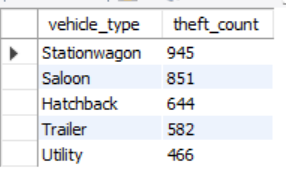 vehicle_type theft_count
Stationwagon 945
Saloon 851
Hatchback 644
Trailer 582
Utility 466